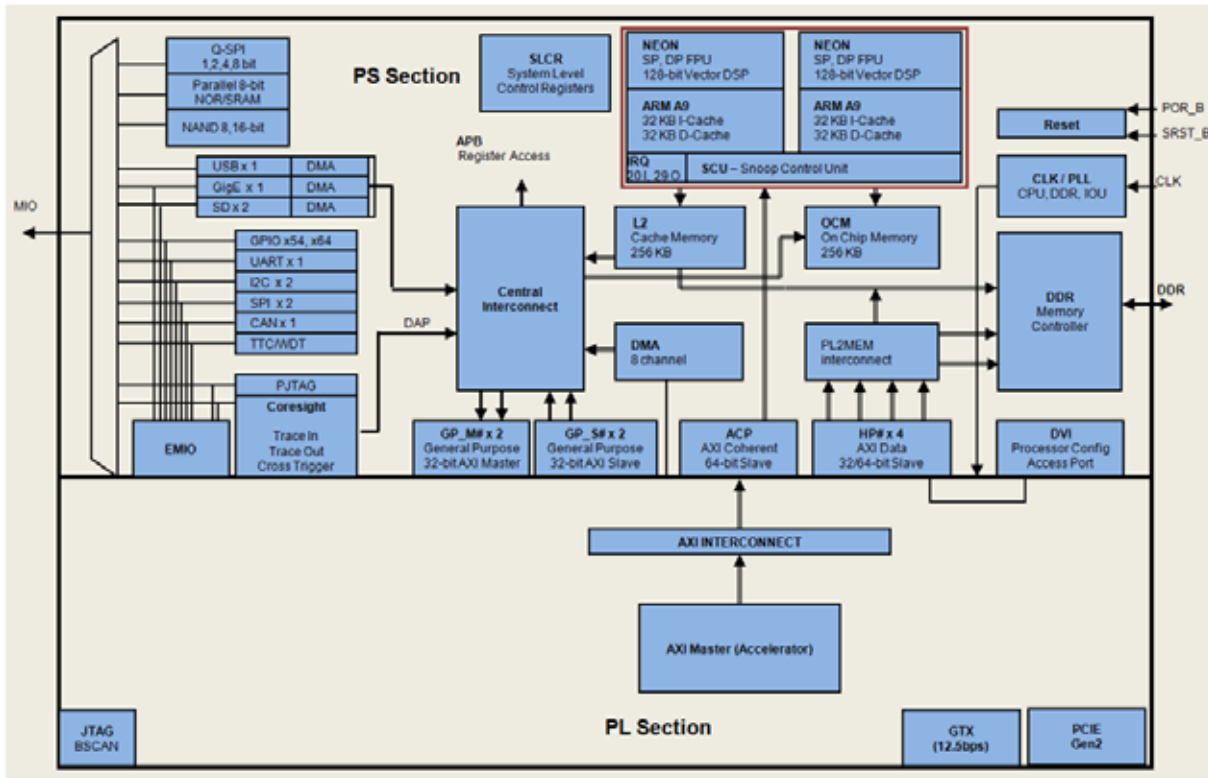 Q-SPI
1,2,4,8 bit
Parallel 8-bit
NOR/SRAM
NAND 8,16-bit
PS Section
SLCR
System Level
Control Registers
NEON
SP, DP FPU
128-bit Vector DSP
NEON
SP, DP FPU
128-bit Vector DSP
ARM A9
32 KB I-Cache
32 KB D-Cache
ARM A9
32 KB I-Cache
32 KB D-Cache
IRQ
20 I, 29 O
SCU – Snoop Control Unit
Reset
POR_B
SRST_B
CLK / PLL
CPU, DDR, IOU
CLK
APB
Register Access
USB x 1
DMA
GigE x 1
DMA
SD x 2
DMA
MIO
GPIO x54, x64
UART x 1
I2C x 2
SPI x 2
CAN x 1
TTC/WDT
Central
Interconnect
L2
Cache Memory
256 KB
OCM
On Chip Memory
256 KB
DDR
Memory
Controller
DDR
DAP
DMA
8 channel
PL2MEM
interconnect
PJTAG
Coresight
Trace In
Trace Out
Cross Trigger
EMIO
GP_M# x 2
General Purpose
32-bit AXI Master
GP_S# x 2
General Purpose
32-bit AXI Slave
ACP
AXI Coherent
64-bit Slave
HP# x 4
AXI Data
32/64-bit Slave
DVI
Processor Config
Access Port
AXI INTERCONNECT
AXI Master (Accelerator)
PL Section
JTAG
BSCAN
GTX
(12.5bps)
PCIE
Gen2